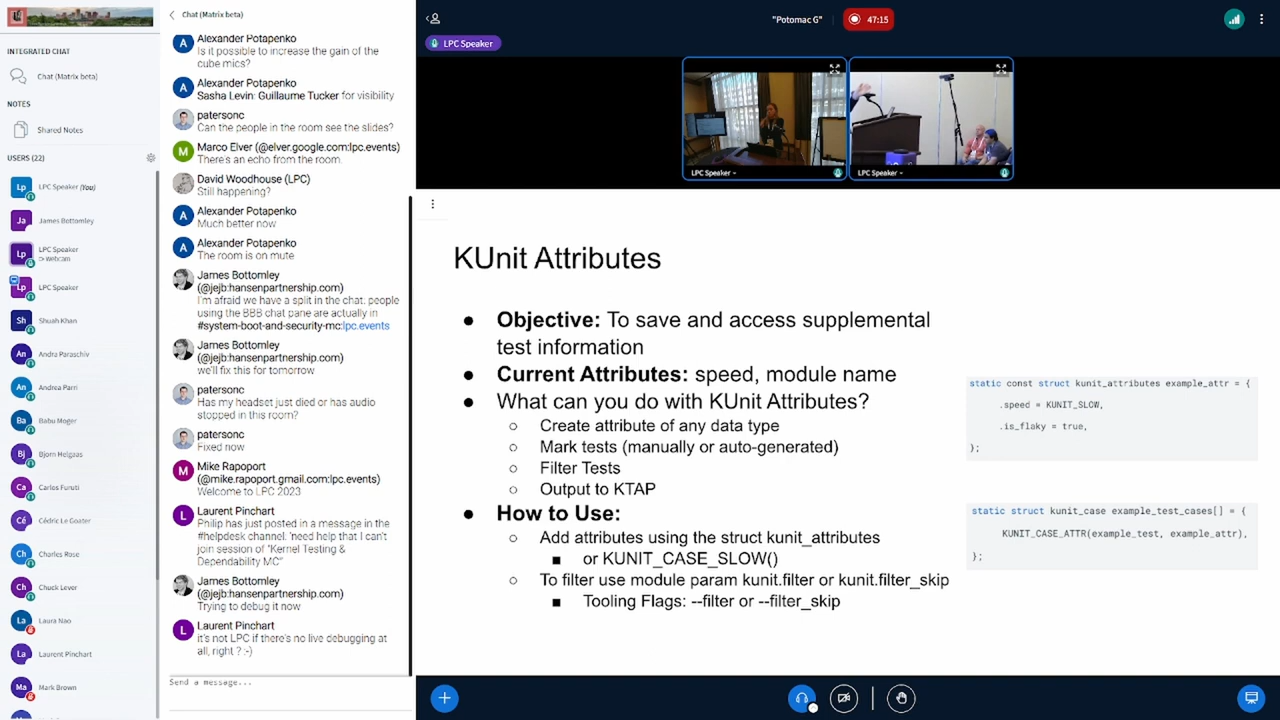 INTEGRATED CHAT
Chat (Matrix beta)
NOTES
Shared Notes
USERS (22)
Lp LPC Speaker (You)
Ja James Bottomley
Lp LPC Speaker
Webcam
Lp LPC Speaker
Sh Shuah Khan
An Andra Paraschiv
An Andrea Parri
Ba Babu Moger
Bj Bjorn Helgaas
Ca Carlos Furuti
Cé Cédric Le Goater
Ch Charles Rose
Ch Chuck Lever
La Laura Nao
La Laurent Pinchart
Ma Mark Brown
Chat (Matrix beta)
A Alexander Potapenko
Is it possible to increase the gain of the
cube mics?
A Alexander Potapenko
Sasha Levin: Guillaume Tucker for visibility
patersonc
Can the people in the room see the slides?
M Marco Elver (@elver.google.com:lpc.events)
There's an echo from the room.
David Woodhouse (LPC)
Still happening?
A Alexander Potapenko
Much better now
A Alexander Potapenko
The room is on mute
James Bottomley
(@jejb:hansenpartnership.com)
I'm afraid we have a split in the chat: people
using the BBB chat pane are actually in
#system-boot-and-security-mc:lpc.events
James Bottomley
(@jejb:hansenpartnership.com)
we'll fix this for tomorrow
patersonc
Has my headset just died or has audio
stopped in this room?
patersonc
Fixed now
M Mike Rapoport
(@mike.rapoport.gmail.com:lpc.events)
Welcome to LPC 2023
L Laurent Pinchart
Philip has just posted in a message in the
#helpdesk channel. 'need help that I can't
join session of "Kernel Testing &
Dependability MC"'
James Bottomley
(@jejb:hansenpartnership.com)
Trying to debug it now
L Laurent Pinchart
it's not LPC if there's no live debugging at
all, right ? :-)
Send a message...
"Potomac G"
47:15
LPC Speaker
LPC Speaker
LPC Speaker
KUnit Attributes
● Objective: To save and access supplemental
test information
● Current Attributes: speed, module name
● What can you do with KUnit Attributes?
○ Create attribute of any data type
○ Mark tests (manually or auto-generated)
○ Filter Tests
○ Output to KTAP
● How to Use:
○ Add attributes using the struct kunit_attributes
■ or KUNIT_CASE_SLOW()
○ To filter use module param kunit.filter or kunit.filter_skip
■ Tooling Flags: --filter or --filter_skip
static const struct kunit_attributes example_attr = {
.speed = KUNIT_SLOW,
.is_flaky = true,
};
static struct kunit_case example_test_cases[] = {
KUNIT_CASE_ATTR(example_test, example_attr),
};